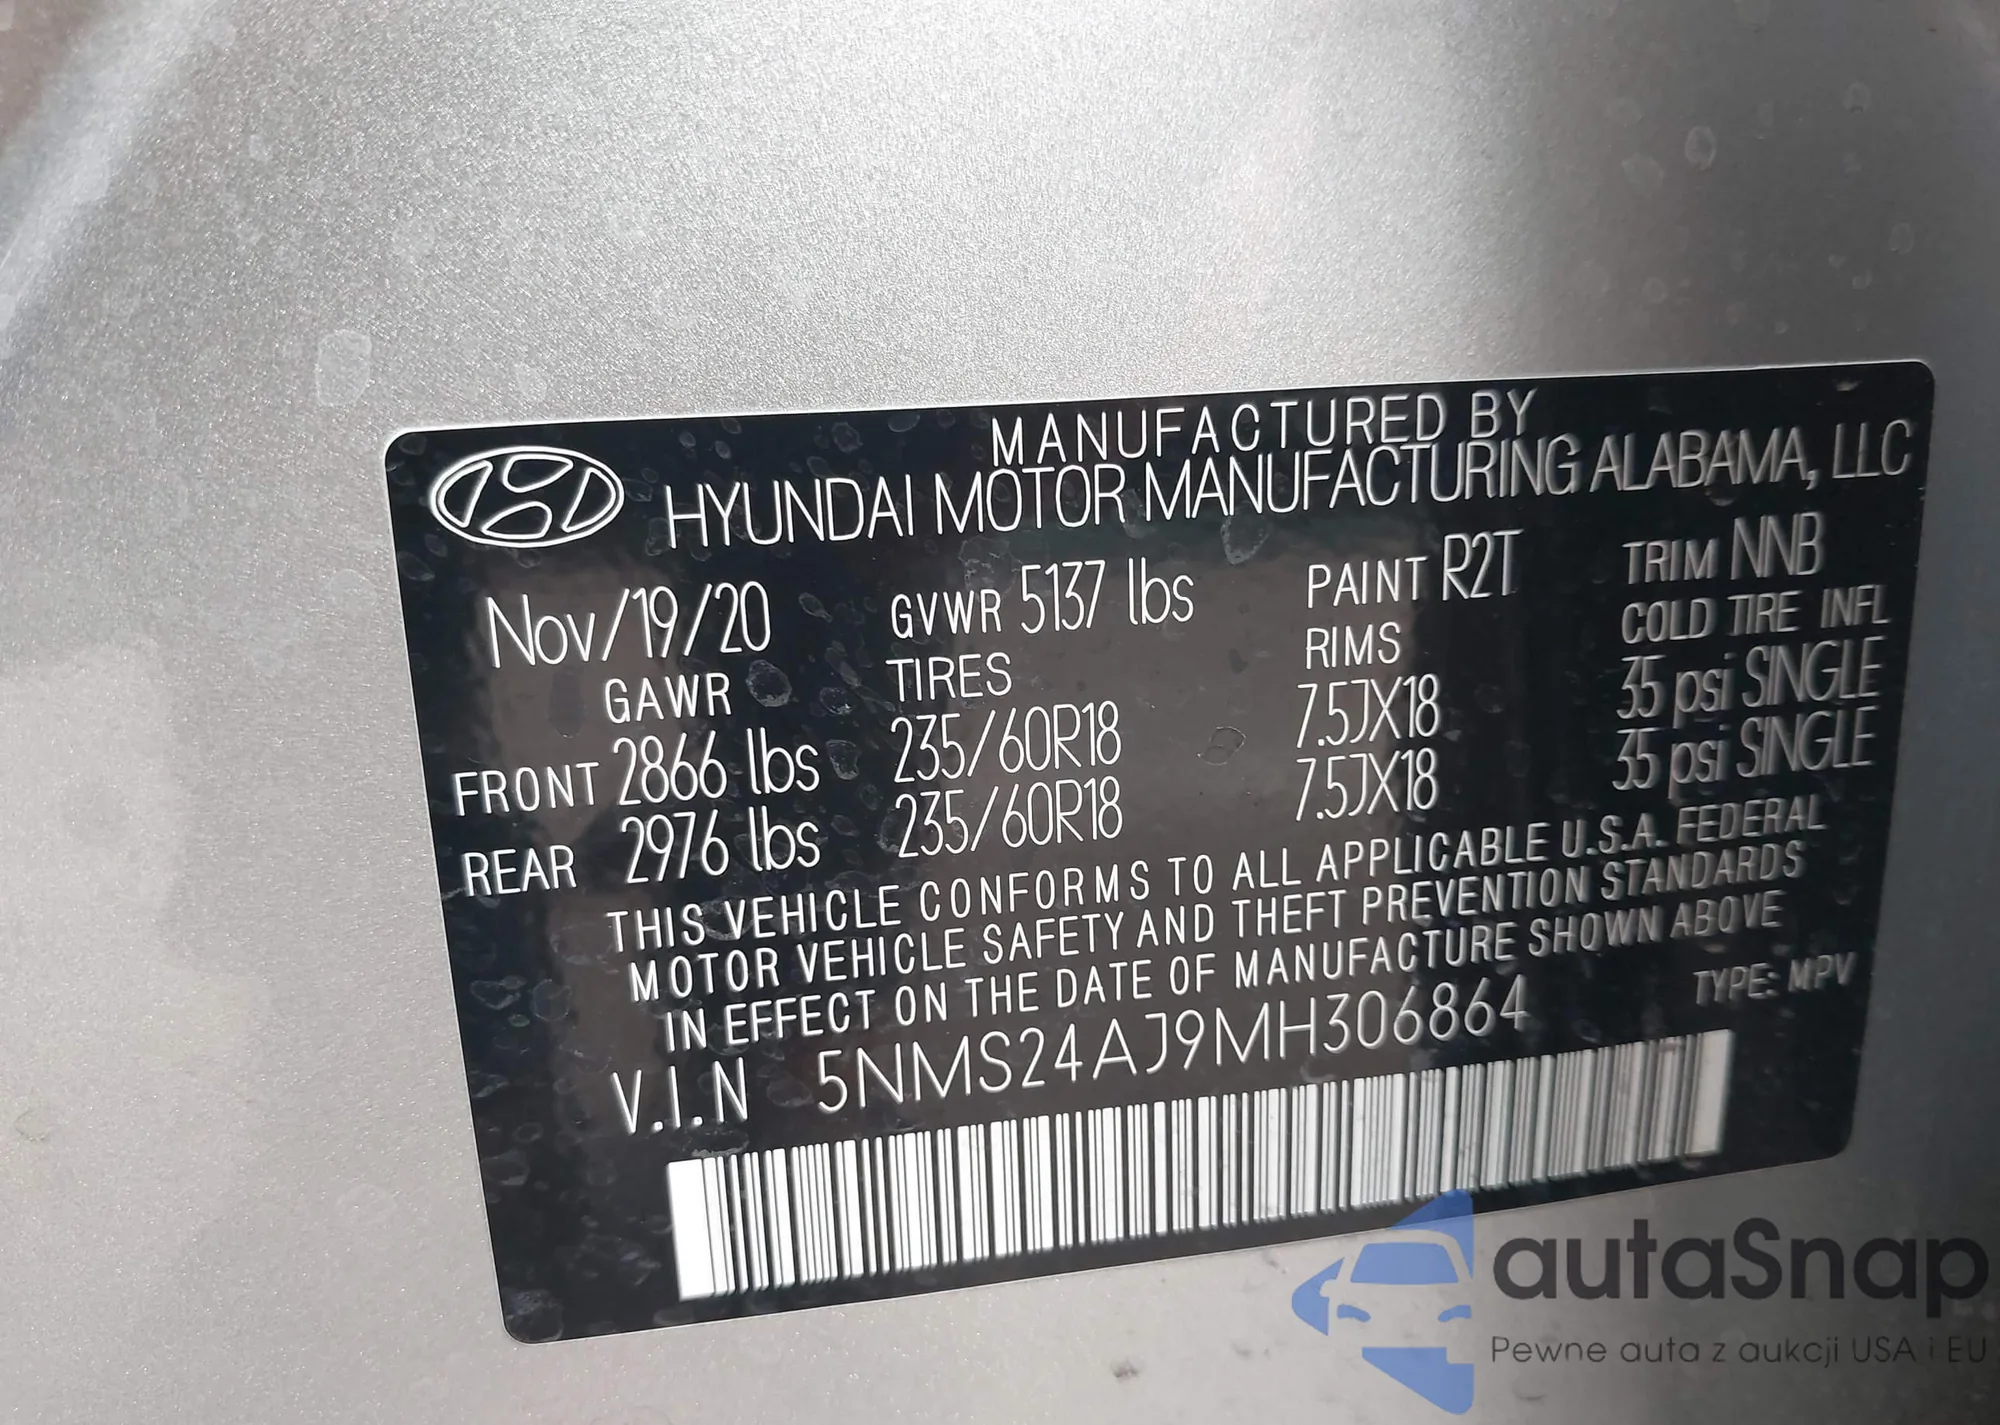 MANUFACTURED BY
HYUNDAI MOTOR MANUFACTURING ALABAMA, LLC
Nov/19/20 GVWR 5137 lbs PAINT R2T TRIM NNB
GAWR TIRES RIMS COLD TIRE INFL
FRONT 2866 lbs 235/60R18 7.5JX18 35 psi SINGLE
REAR 2976 lbs 235/60R18 7.5JX18 35 psi SINGLE
THIS VEHICLE CONFORMS TO ALL APPLICABLE U.S.A. FEDERAL
MOTOR VEHICLE SAFETY AND THEFT PREVENTION STANDARDS
IN EFFECT ON THE DATE OF MANUFACTURE SHOWN ABOVE
V.I.N 5NMS24AJ9MH306864 TYPE: MPV
autaSnap
Pewne auta z aukcji USA i EU